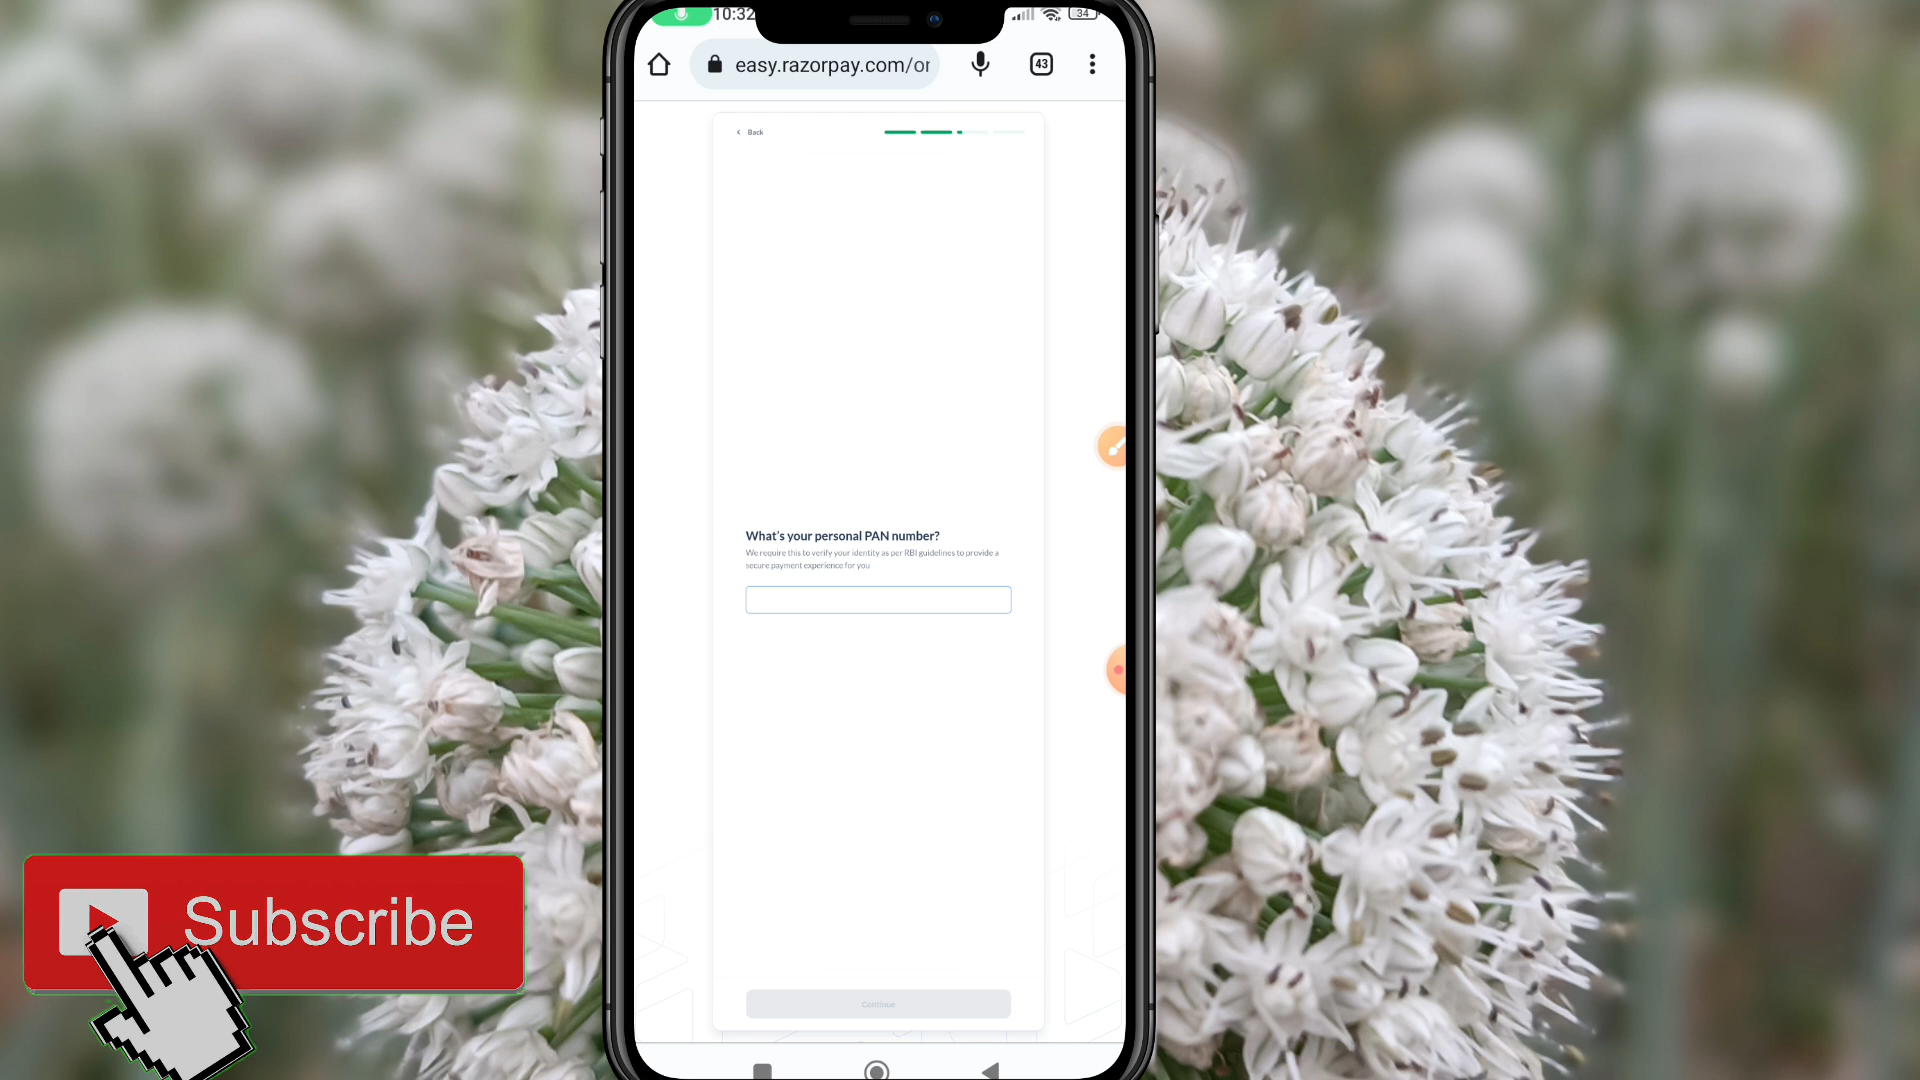 10:32
34
easy.razorpay.com/or
43
Back
What's your personal PAN number?
We require this to verify your identity as per RBI guidelines to provide a
secure payment experience for you
Continue
Subscribe